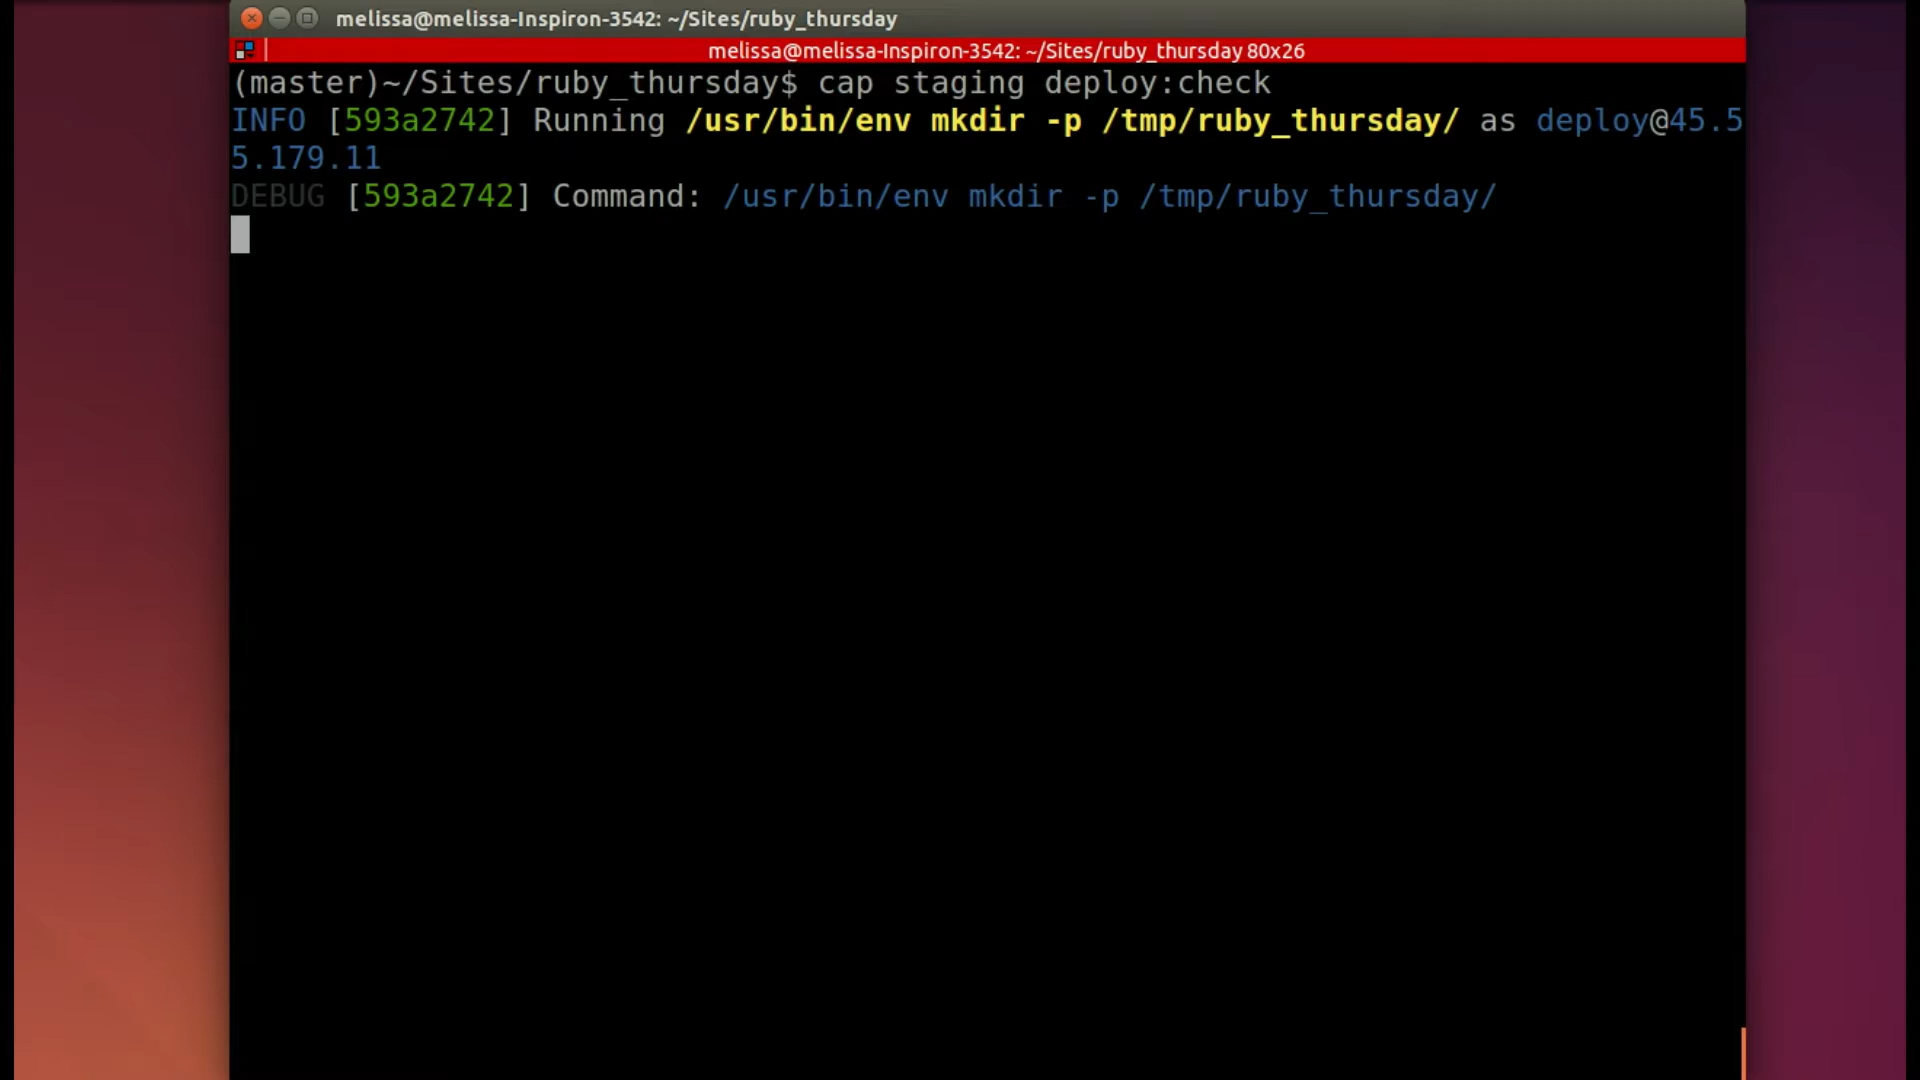 melissa@melissa-Inspiron-3542: ~/Sites/ruby_thursday
melissa@melissa-Inspiron-3542: ~/Sites/ruby_thursday 80x26
(master)~/Sites/ruby_thursday$ cap staging deploy:check
INFO [593a2742] Running /usr/bin/env mkdir -p /tmp/ruby_thursday/ as deploy@45.5
5.179.11
DEBUG [593a2742] Command: /usr/bin/env mkdir -p /tmp/ruby_thursday/